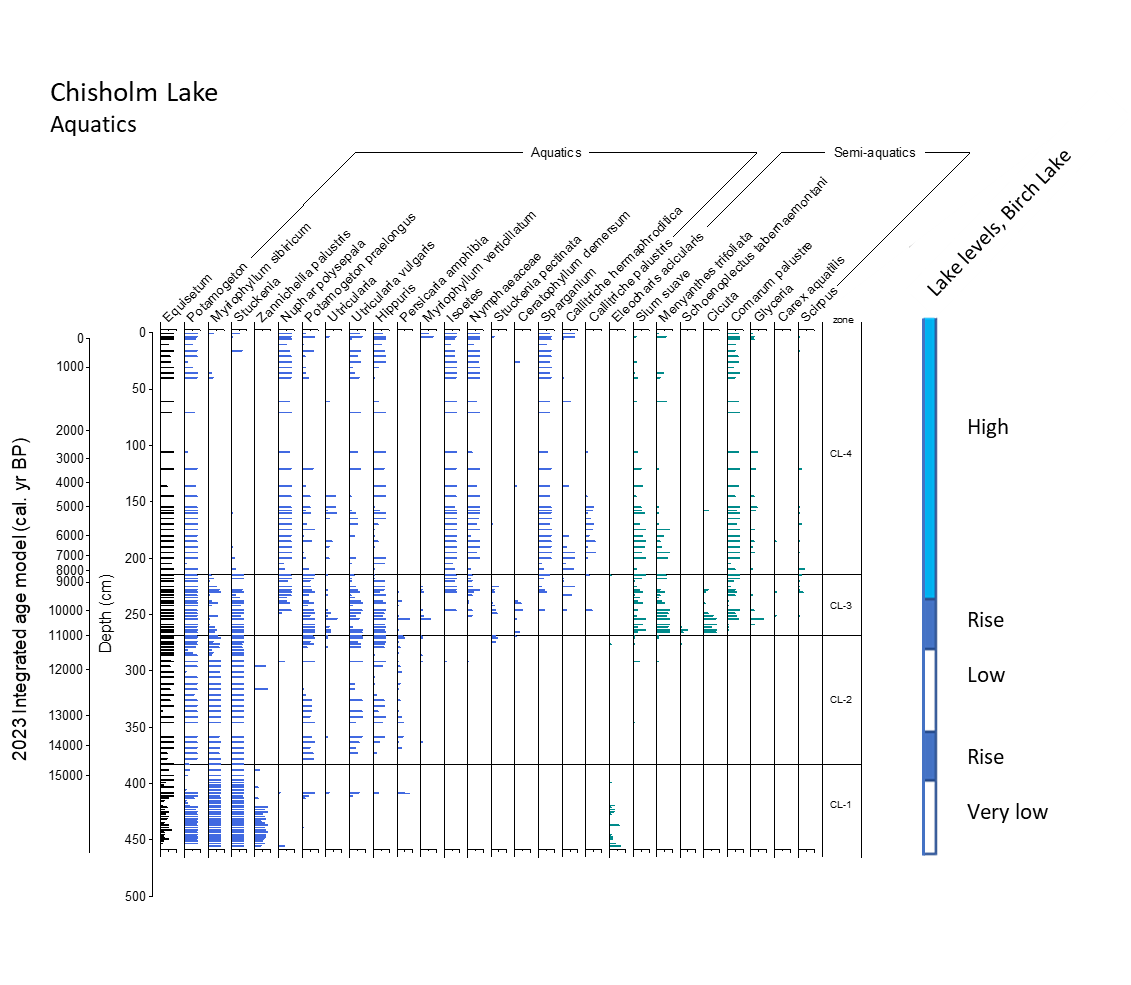 Chisholm Lake
Aquatics
Aquatics
Semi-aquatics
Equisetum
Potamogeton
Myriophyllum sibiricum
Stuckenia
Zannichellia palustris
Nuphar polysepala
Potamogeton praelongus
Utricularia
Utricularia vulgaris
Hippuris
Persicaria amphibia
Myriophyllum verticillatum
Isoetes
Nymphaeaceae
Stuckenia pectinata
Ceratophyllum demersum
Sparganium
Callitriche hermaphroditica
Callitriche palustris
Eleocharis acicularis
Sium suave
Menyanthes trifoliata
Schoenoplectus tabernaemontani
Cicuta
Comarum palustre
Glyceria
Carex aquatilis
Scirpus
zone
Lake levels, Birch Lake
2023 Integrated age model (cal. yr BP)
0
1000
2000
3000
4000
5000
6000
7000
8000
9000
10000
11000
12000
13000
14000
15000
Depth (cm)
0
50
100
150
200
250
300
350
400
450
500
CL-4
CL-3
CL-2
CL-1
High
Rise
Low
Rise
Very low